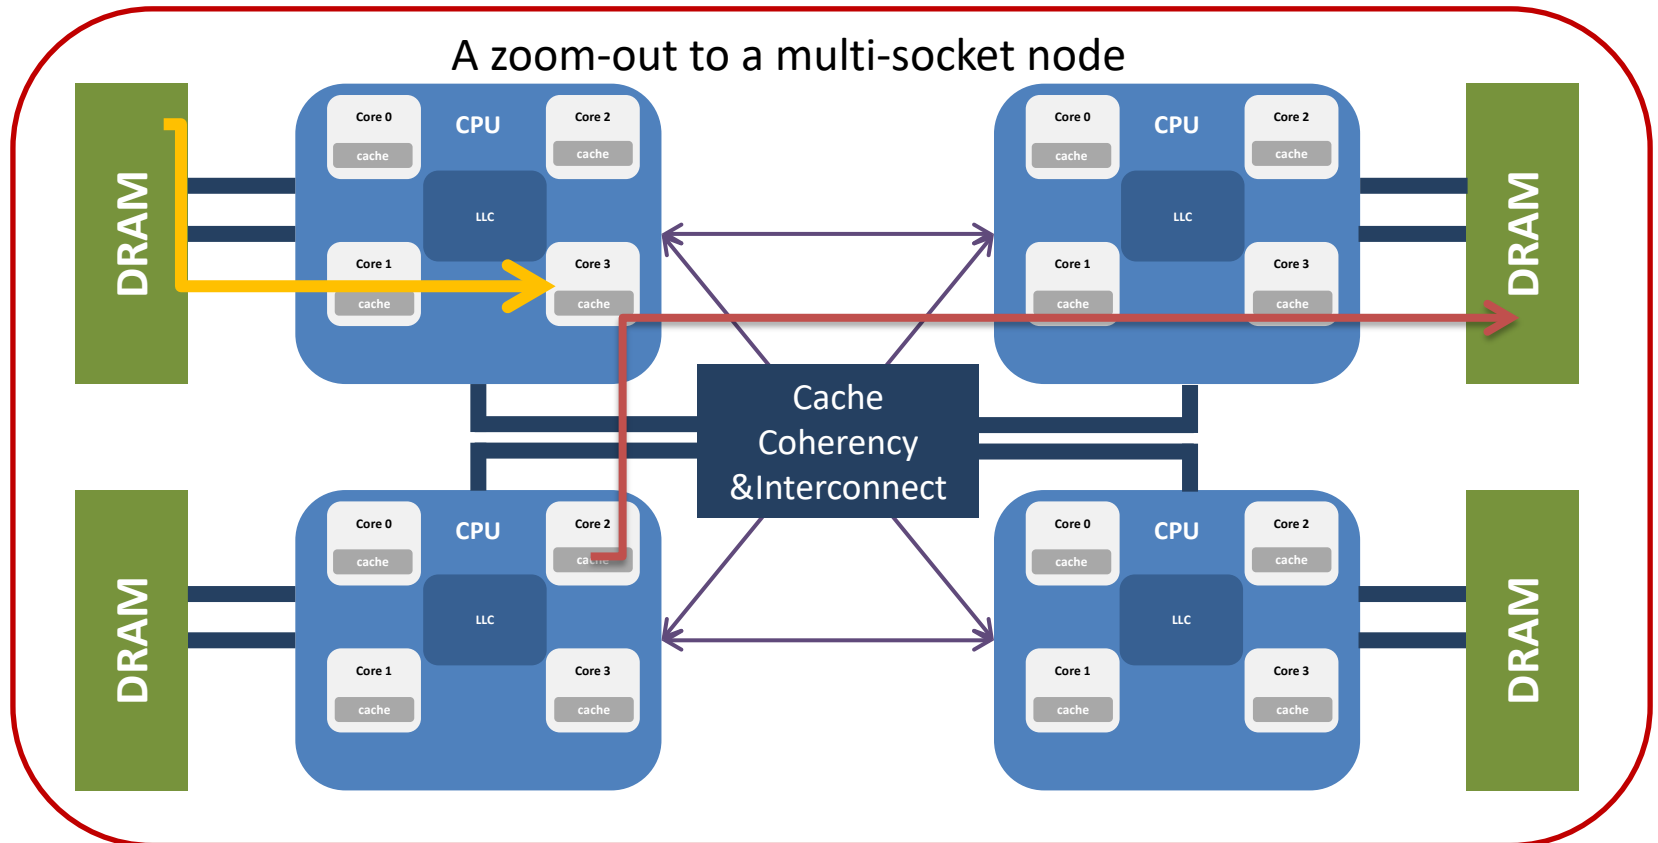 A zoom-out to a multi-socket node
DRAM
Core 0
cache
CPU
Core 2
cache
LLC
Core 1
cache
Core 3
cache
Core 0
cache
CPU
Core 2
cache
LLC
Core 1
cache
Core 3
cache
DRAM
Cache
Coherency
&Interconnect
DRAM
Core 0
cache
CPU
Core 2
cache
LLC
Core 1
cache
Core 3
cache
Core 0
cache
CPU
Core 2
cache
LLC
Core 1
cache
Core 3
cache
DRAM